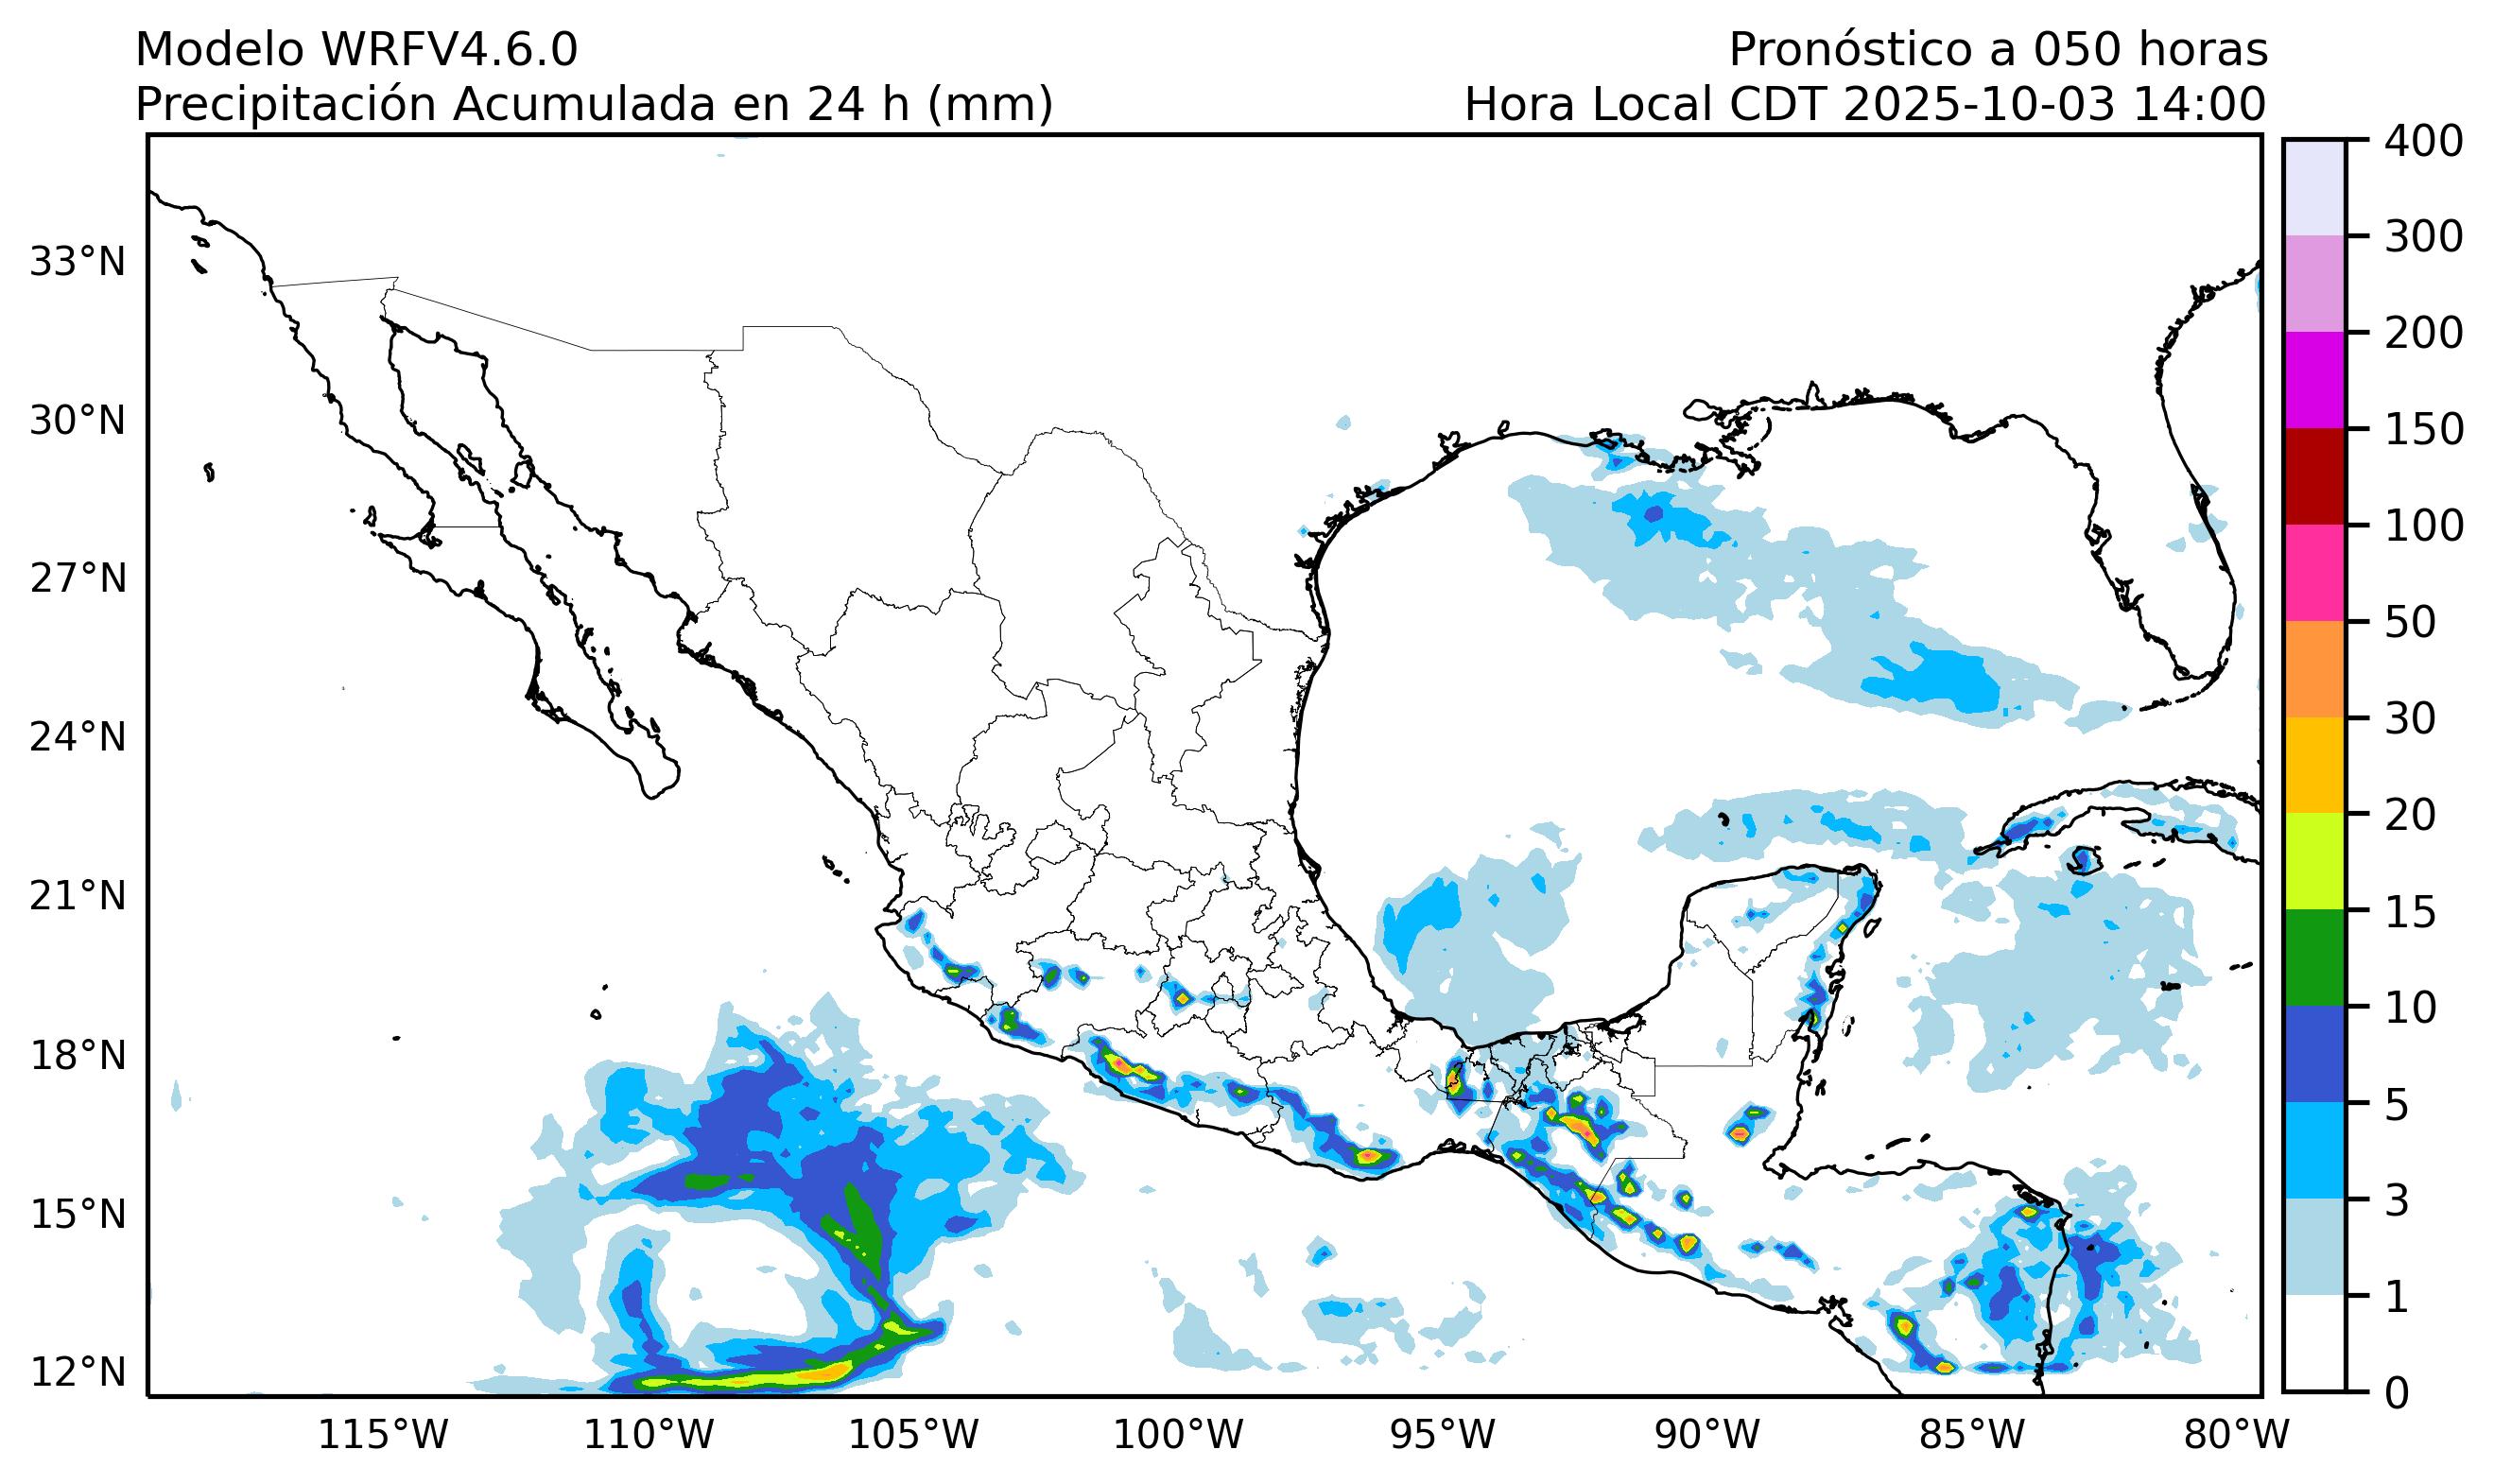 Modelo WRFV4.6.0
Pronóstico a 050 horas
Precipitación Acumulada en 24 h (mm)
Hora Local CDT 2025-10-03 14:00
33°N
30°N
27°N
24°N
21°N
18°N
15°N
12°N
115°W
110°W
105°W
100°W
95°W
90°W
85°W
80°W
400
300
200
150
100
50
30
20
15
10
5
3
1
0